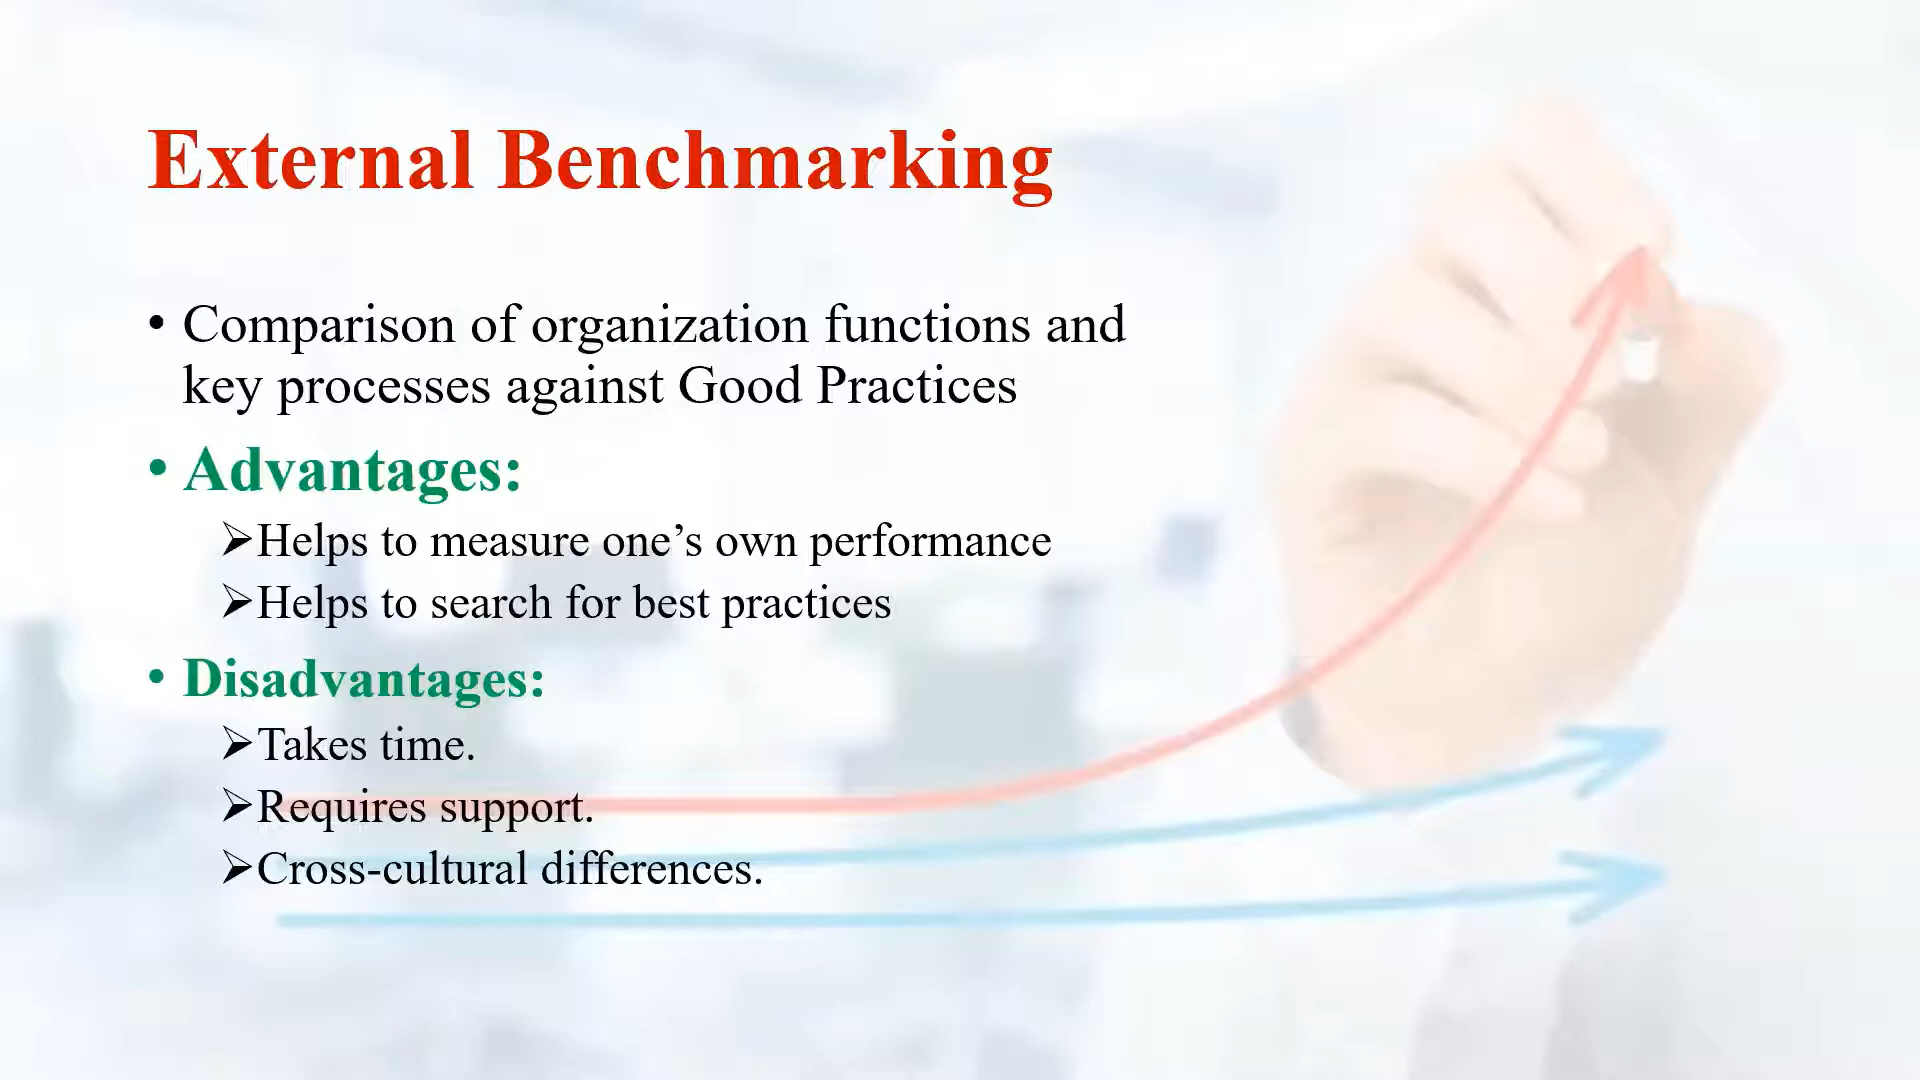 External Benchmarking
• Comparison of organization functions and
key processes against Good Practices
• Advantages:
➢Helps to measure one’s own performance
➢Helps to search for best practices
• Disadvantages:
➢Takes time.
➢Requires support.
➢Cross-cultural differences.